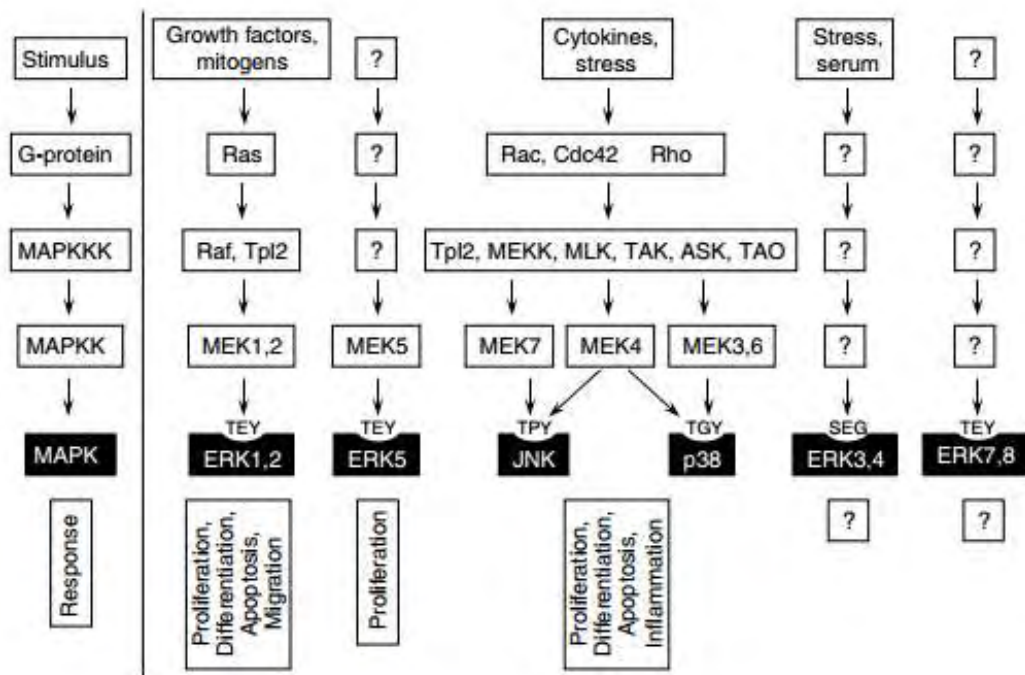 Stimulus
Growth factors,
mitogens
?
Cytokines,
stress
Stress,
serum
?
G-protein
Ras
?
Rac, Cdc42 Rho
?
?
MAPKKK
Raf, Tpl2
?
Tpl2, MEKK, MLK, TAK, ASK, TAO
?
?
MAPKK
MEK1,2
MEK5
MEK7
MEK4
MEK3,6
?
?
MAPK
TEY
ERK1,2
TEY
ERK5
TPY
JNK
TGY
p38
SEG
ERK3,4
TEY
ERK7,8
Response
Proliferation,
Differentiation,
Apoptosis,
Migration
Proliferation
Proliferation,
Differentiation,
Apoptosis,
Inflammation
?
?